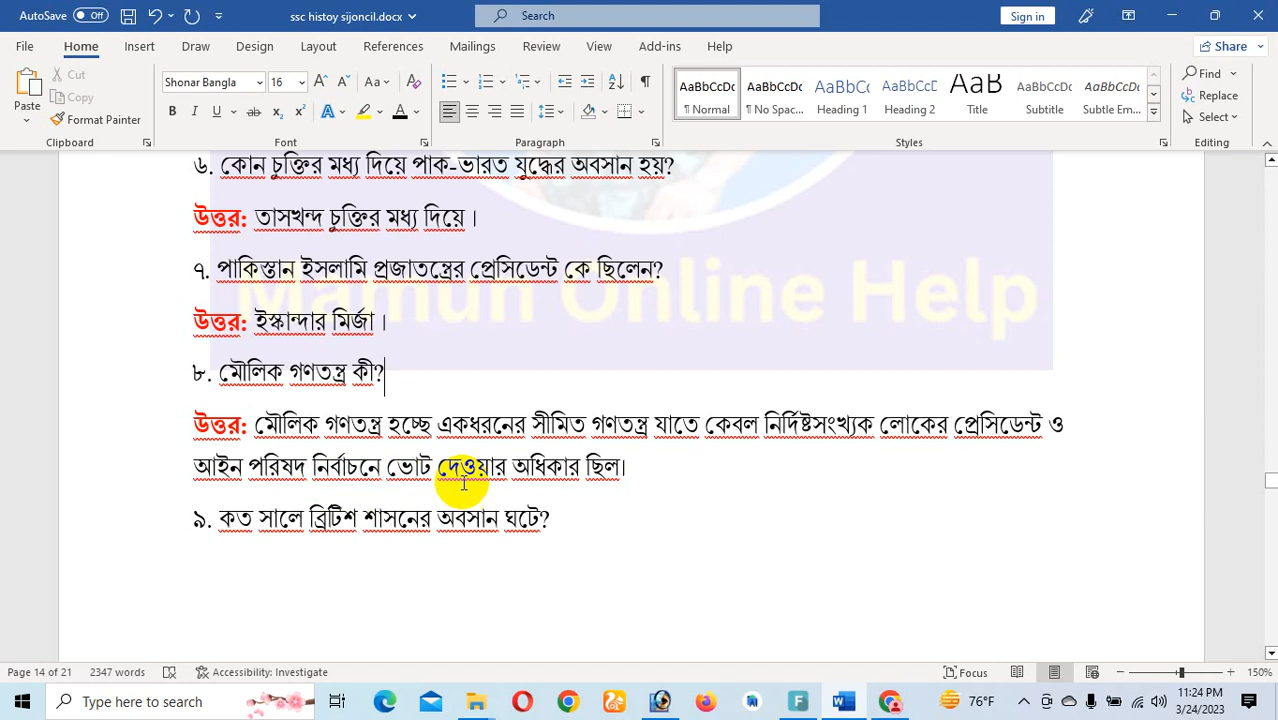 AutoSave Off ssc histoy sijoncil.docx Search Sign in
File Home Insert Draw Design Layout References Mailings Review View Add-ins Help Share
Paste Cut Copy Format Painter Shonar Bangla 16 Find Replace Select
AaBbCcDc AaBbCcDc AaBbCc AaBbCcD AaB AaBbCcD AaBbCcDc
¶ Normal ¶ No Spac... Heading 1 Heading 2 Title Subtitle Subtle Em...
Clipboard Font Paragraph Styles Editing
৬. কোন চুক্তির মধ্য দিয়ে পাক-ভারত যুদ্ধের অবসান হয়?
উত্তর: তাসখন্দ চুক্তির মধ্য দিয়ে।
৭. পাকিস্তান ইসলামি প্রজাতন্ত্রের প্রেসিডেন্ট কে ছিলেন?
Mamun Online Help
উত্তর: ইস্কান্দার মির্জা।
৮. মৌলিক গণতন্ত্র কী?
উত্তর: মৌলিক গণতন্ত্র হচ্ছে একধরনের সীমিত গণতন্ত্র যাতে কেবল নির্দিষ্টসংখ্যক লোকের প্রেসিডেন্ট ও
আইন পরিষদ নির্বাচনে ভোট দেওয়ার অধিকার ছিল।
৯. কত সালে ব্রিটিশ শাসনের অবসান ঘটে?
Page 14 of 21 2347 words Accessibility: Investigate Focus 150%
Type here to search 76°F 11:24 PM
3/24/2023